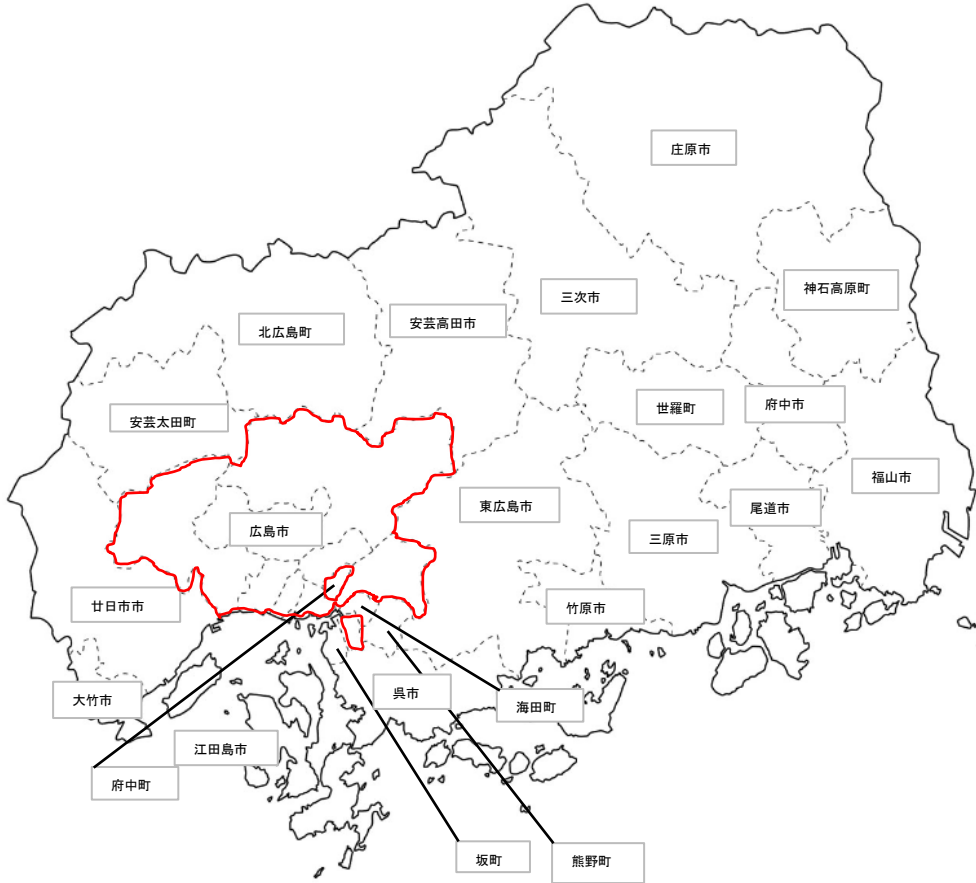 庄原市
神石高原町
三次市
安芸高田市
北広島町
世羅町
府中市
安芸太田町
福山市
東広島市
尾道市
広島市
三原市
廿日市市
竹原市
大竹市
呉市
海田町
江田島市
府中町
坂町
熊野町